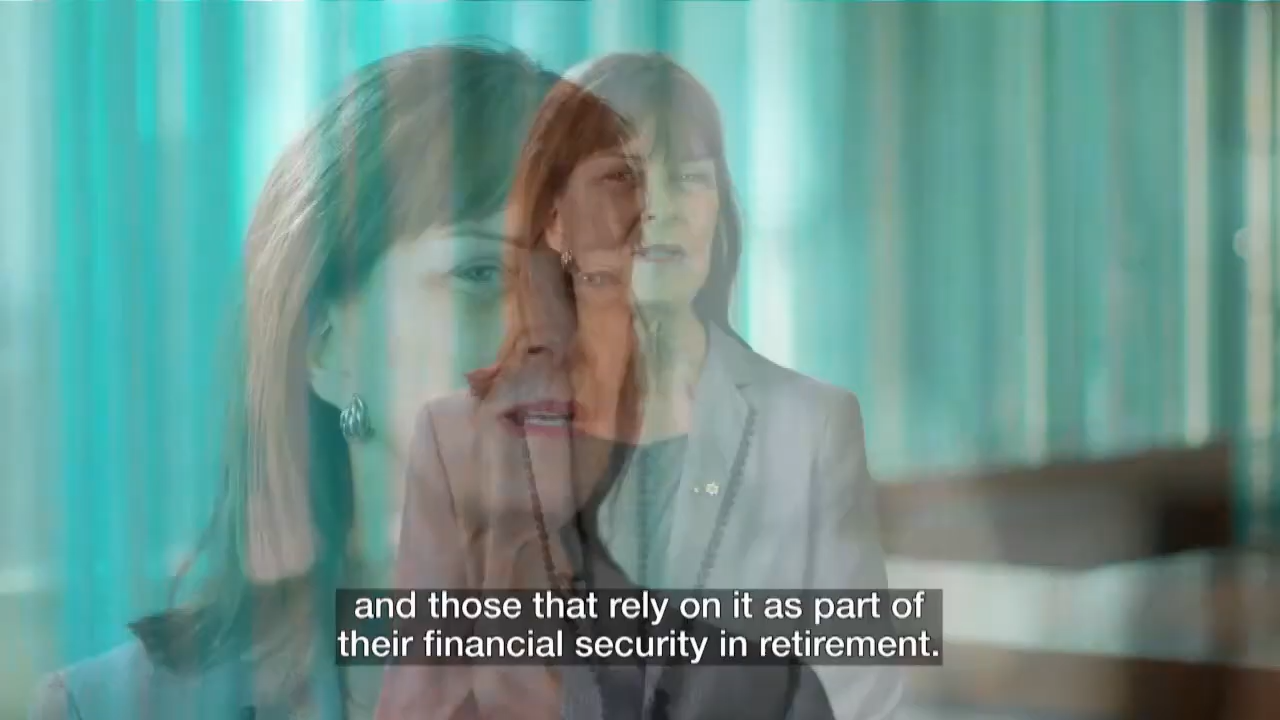 and those that rely on it as part of
their financial security in retirement.